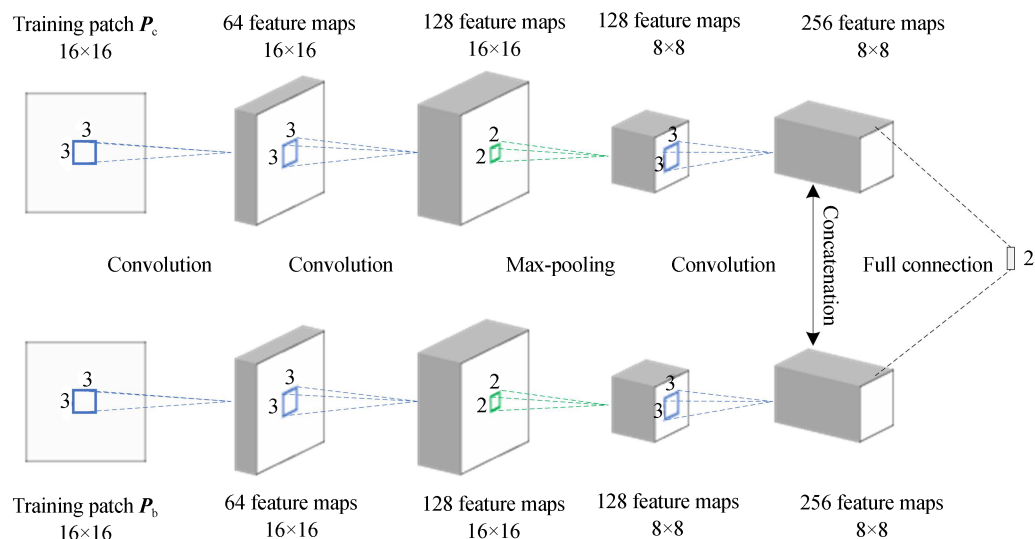 Training patch Pc
16×16
64 feature maps
16×16
128 feature maps
16×16
128 feature maps
8×8
256 feature maps
8×8
3
3
3
3
2
2
3
3
Convolution
Convolution
Max-pooling
Convolution
Concatenation
Full connection
2
3
3
3
3
2
2
3
3
Training patch Pb
16×16
64 feature maps
16×16
128 feature maps
16×16
128 feature maps
8×8
256 feature maps
8×8